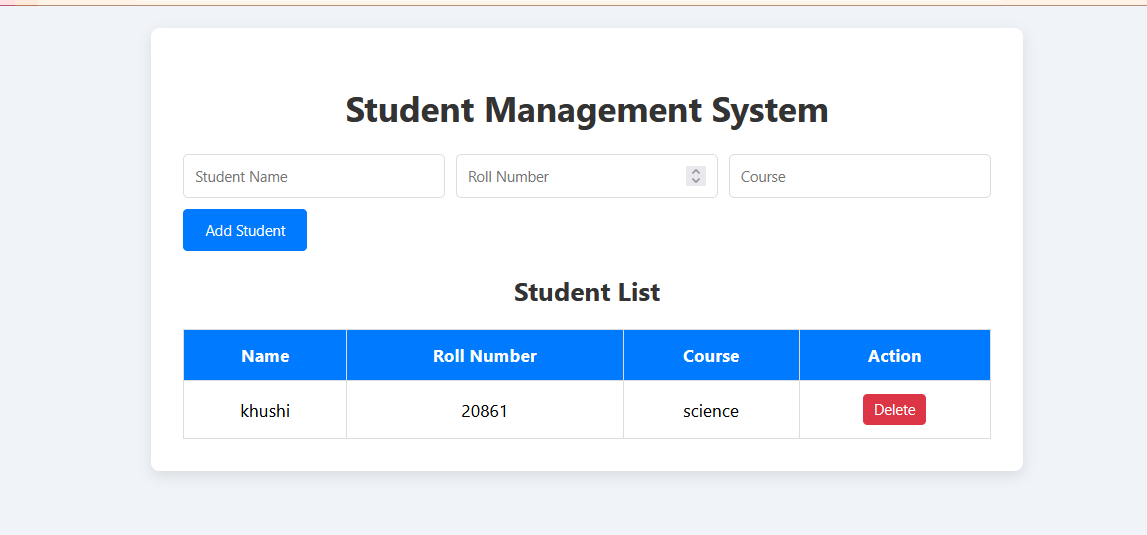 Student Management System
Student Name Roll Number Course
Add Student
Student List
Name Roll Number Course Action
khushi 20861 science Delete